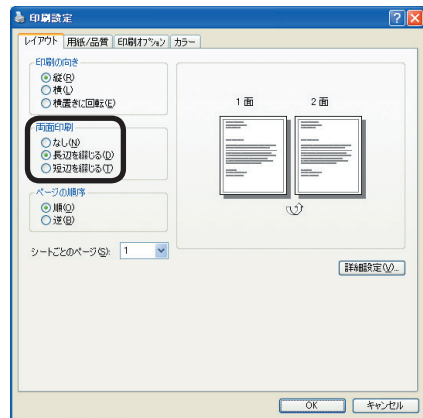 印刷設定
レイアウト 用紙/品質 印刷オプション カラー
印刷の向き
縦(R)
横(L)
横置きに回転(E)
両面印刷
なし(N)
長辺を綴じる(D)
短辺を綴じる(T)
ページの順序
順(O)
逆(B)
シートごとのページ(S): 1
1 面 2 面
詳細設定(V)...
OK キャンセル